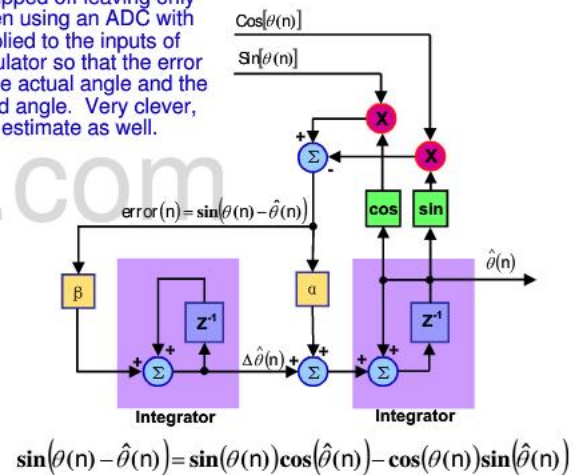 pped off leaving only
en using an ADC with
plied to the inputs of
ulator so that the error
e actual angle and the
d angle. Very clever,
estimate as well.
Cos[θ(n)]
Sin[θ(n)]
X
X
+
Σ
-
.com
cos
sin
error(n) = sin(θ(n) − θ̂(n))
θ̂(n)
β
α
Z⁻¹
Z⁻¹
+
+
Σ
Δθ̂(n)
+
+
Σ
+
+
Σ
Integrator
Integrator
sin(θ(n) − θ̂(n)) = sin(θ(n))cos(θ̂(n)) − cos(θ(n))sin(θ̂(n))